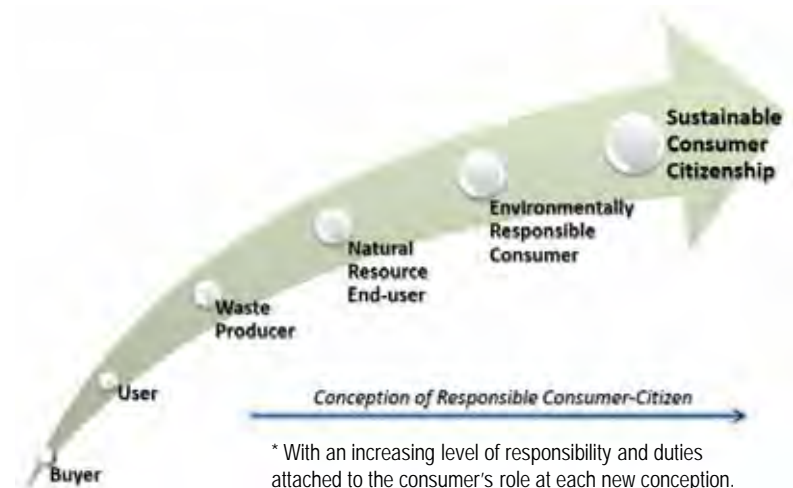 Sustainable
Consumer
Citizenship
Environmentally
Responsible
Consumer
Natural
Resource
End-user
Waste
Producer
User
Buyer
Conception of Responsible Consumer-Citizen
* With an increasing level of responsibility and duties
attached to the consumer's role at each new conception.